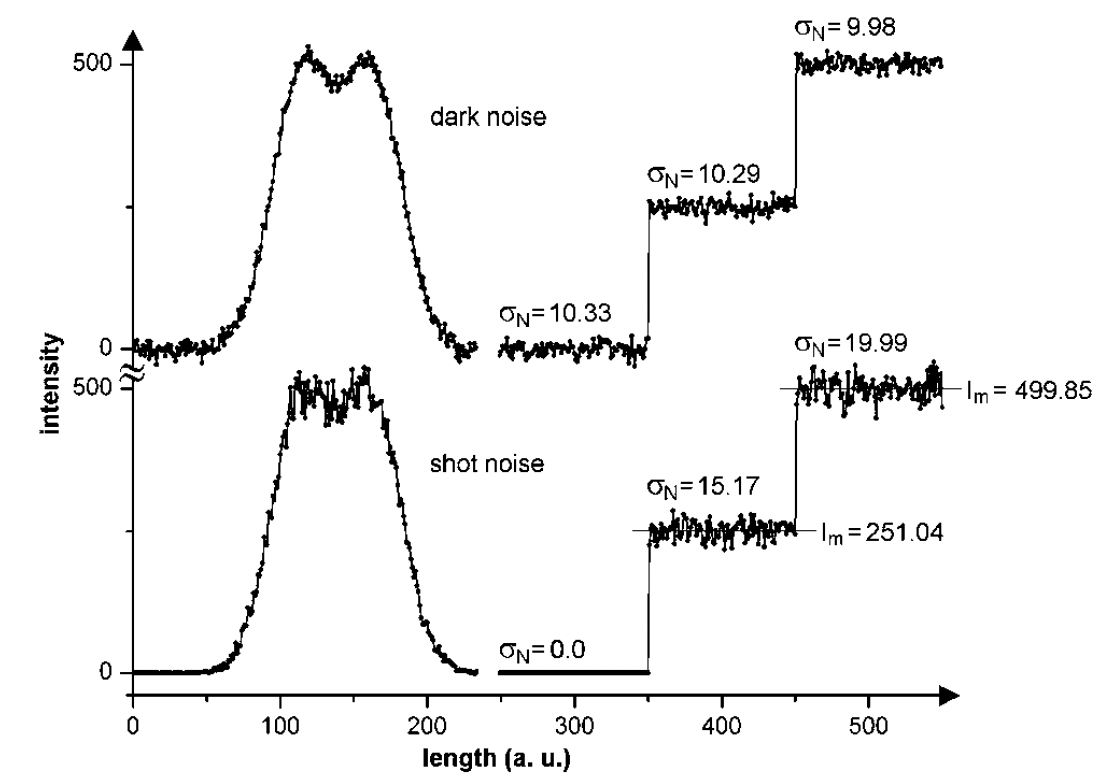 σN= 9.98
500
dark noise
σN= 10.29
σN= 10.33
0
σN= 19.99
500
Im = 499.85
shot noise
σN= 15.17
Im = 251.04
σN= 0.0
0
intensity
0
100
200
300
400
500
length (a. u.)